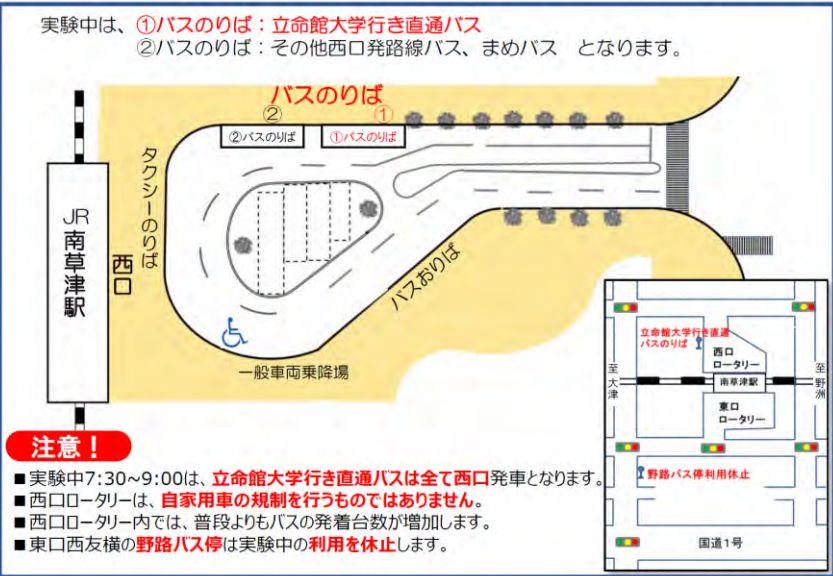 実験中は、①バスのりば：立命館大学行き直通バス
②バスのりば：その他西口発路線バス、まめバス　となります。
バスのりば
②
①
②バスのりば
①バスのりば
タクシーのりば
JR南草津駅
西口
バスおりば
一般車両乗降場
立命館大学行き直通
バスのりば
西口
ロータリー
至大津
南草津駅
至野洲
東口
ロータリー
野路バス停利用休止
国道1号
注意！
■実験中7:30~9:00は、立命館大学行き直通バスは全て西口発車となります。
■西口ロータリーは、自家用車の規制を行うものではありません。
■西口ロータリー内では、普段よりもバスの発着台数が増加します。
■東口西友横の野路バス停は実験中の利用を休止します。